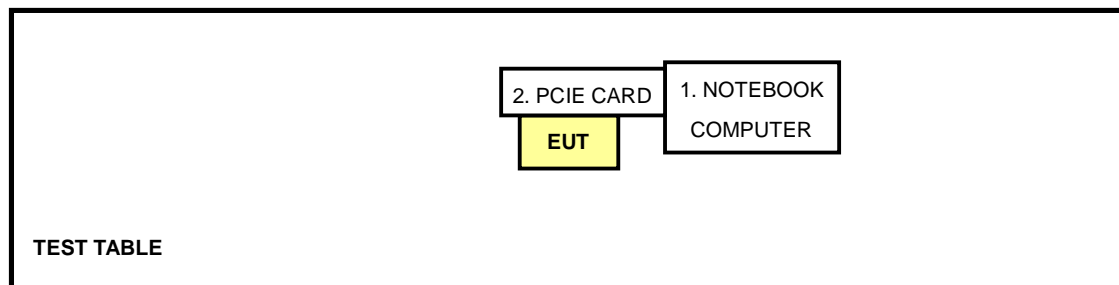 2. PCIE CARD
1. NOTEBOOK
COMPUTER
EUT
TEST TABLE